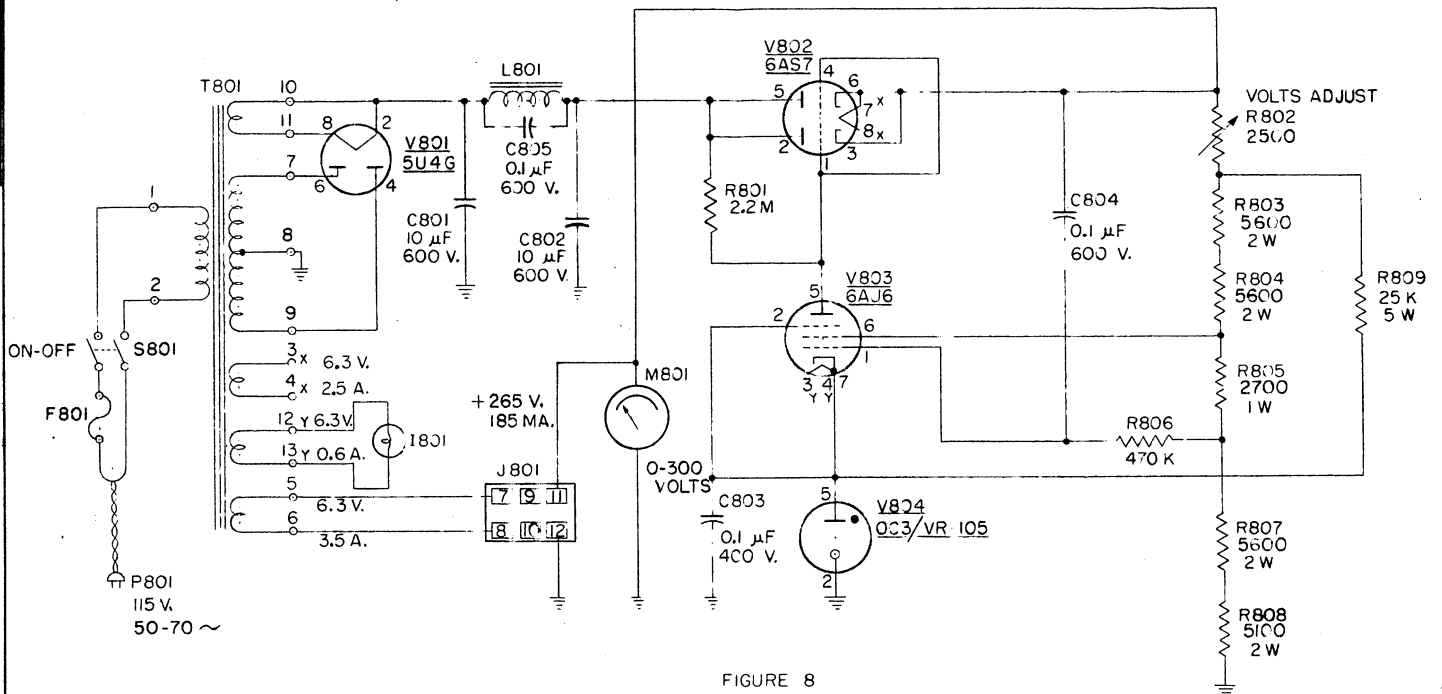 T801
10
11
7
8
9
3 x 6.3 V.
4 x 2.5 A.
12 Y 6.3 V.
13 Y 0.6 A.
5
6.3 V.
6
3.5 A.
1
2
ON-OFF
S801
F801
P801
115 V.
50-70 ~
8
2
6
4
V801
5U4G
L801
C805
0.1 µF
600 V.
C801
10 µF
600 V.
C802
10 µF
600 V.
I801
J801
7 9 11
8 10 12
+265 V.
185 MA.
M801
0-300
VOLTS
V802
6AS7
4
5
6
x
7
8 x
2
3
1
R801
2.2 M
V803
6AJ6
5
2
6
1
3 4 7
Y Y
C803
0.1 µF
400 V.
5
V804
OC3/VR-105
2
C804
0.1 µF
600 V.
VOLTS ADJUST
R802
2500
R803
5600
2 W
R804
5600
2 W
R809
25 K
5 W
R805
2700
1 W
R806
470 K
R807
5600
2 W
R808
5100
2 W
FIGURE 8